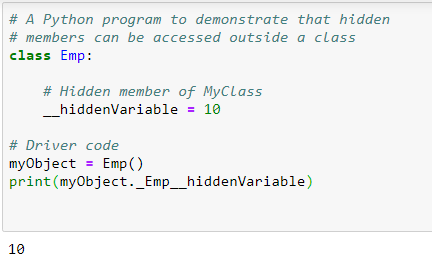 # A Python program to demonstrate that hidden
# members can be accessed outside a class
class Emp:
# Hidden member of MyClass
__hiddenVariable = 10
# Driver code
myObject = Emp()
print(myObject._Emp__hiddenVariable)
10